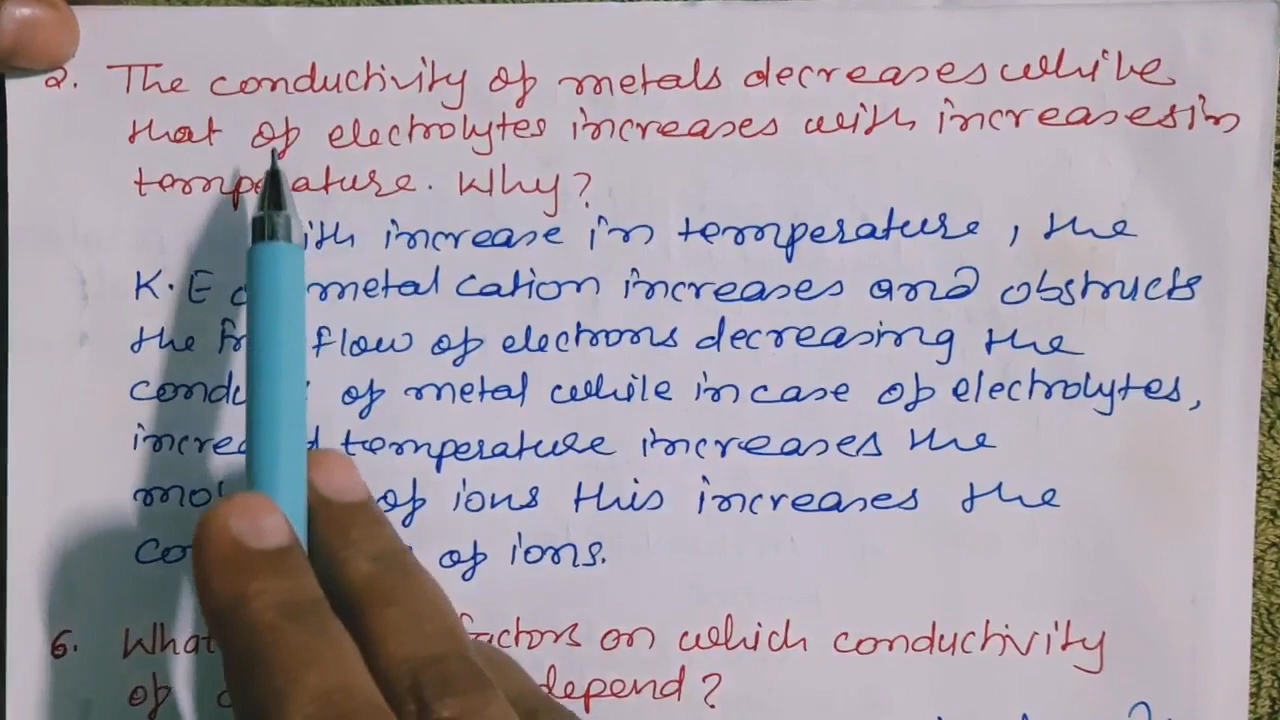 2. The conductivity of metals decreases while
that of electrolytes increases with increases in
temperature. Why?
increase in temperature, the
K.E metal cation increases and obstructs
the flow of electrons decreasing the
of metal while in case of electrolytes,
temperature increases the
of ions this increases the
of ions.
6. What factors on which conductivity
of depend?